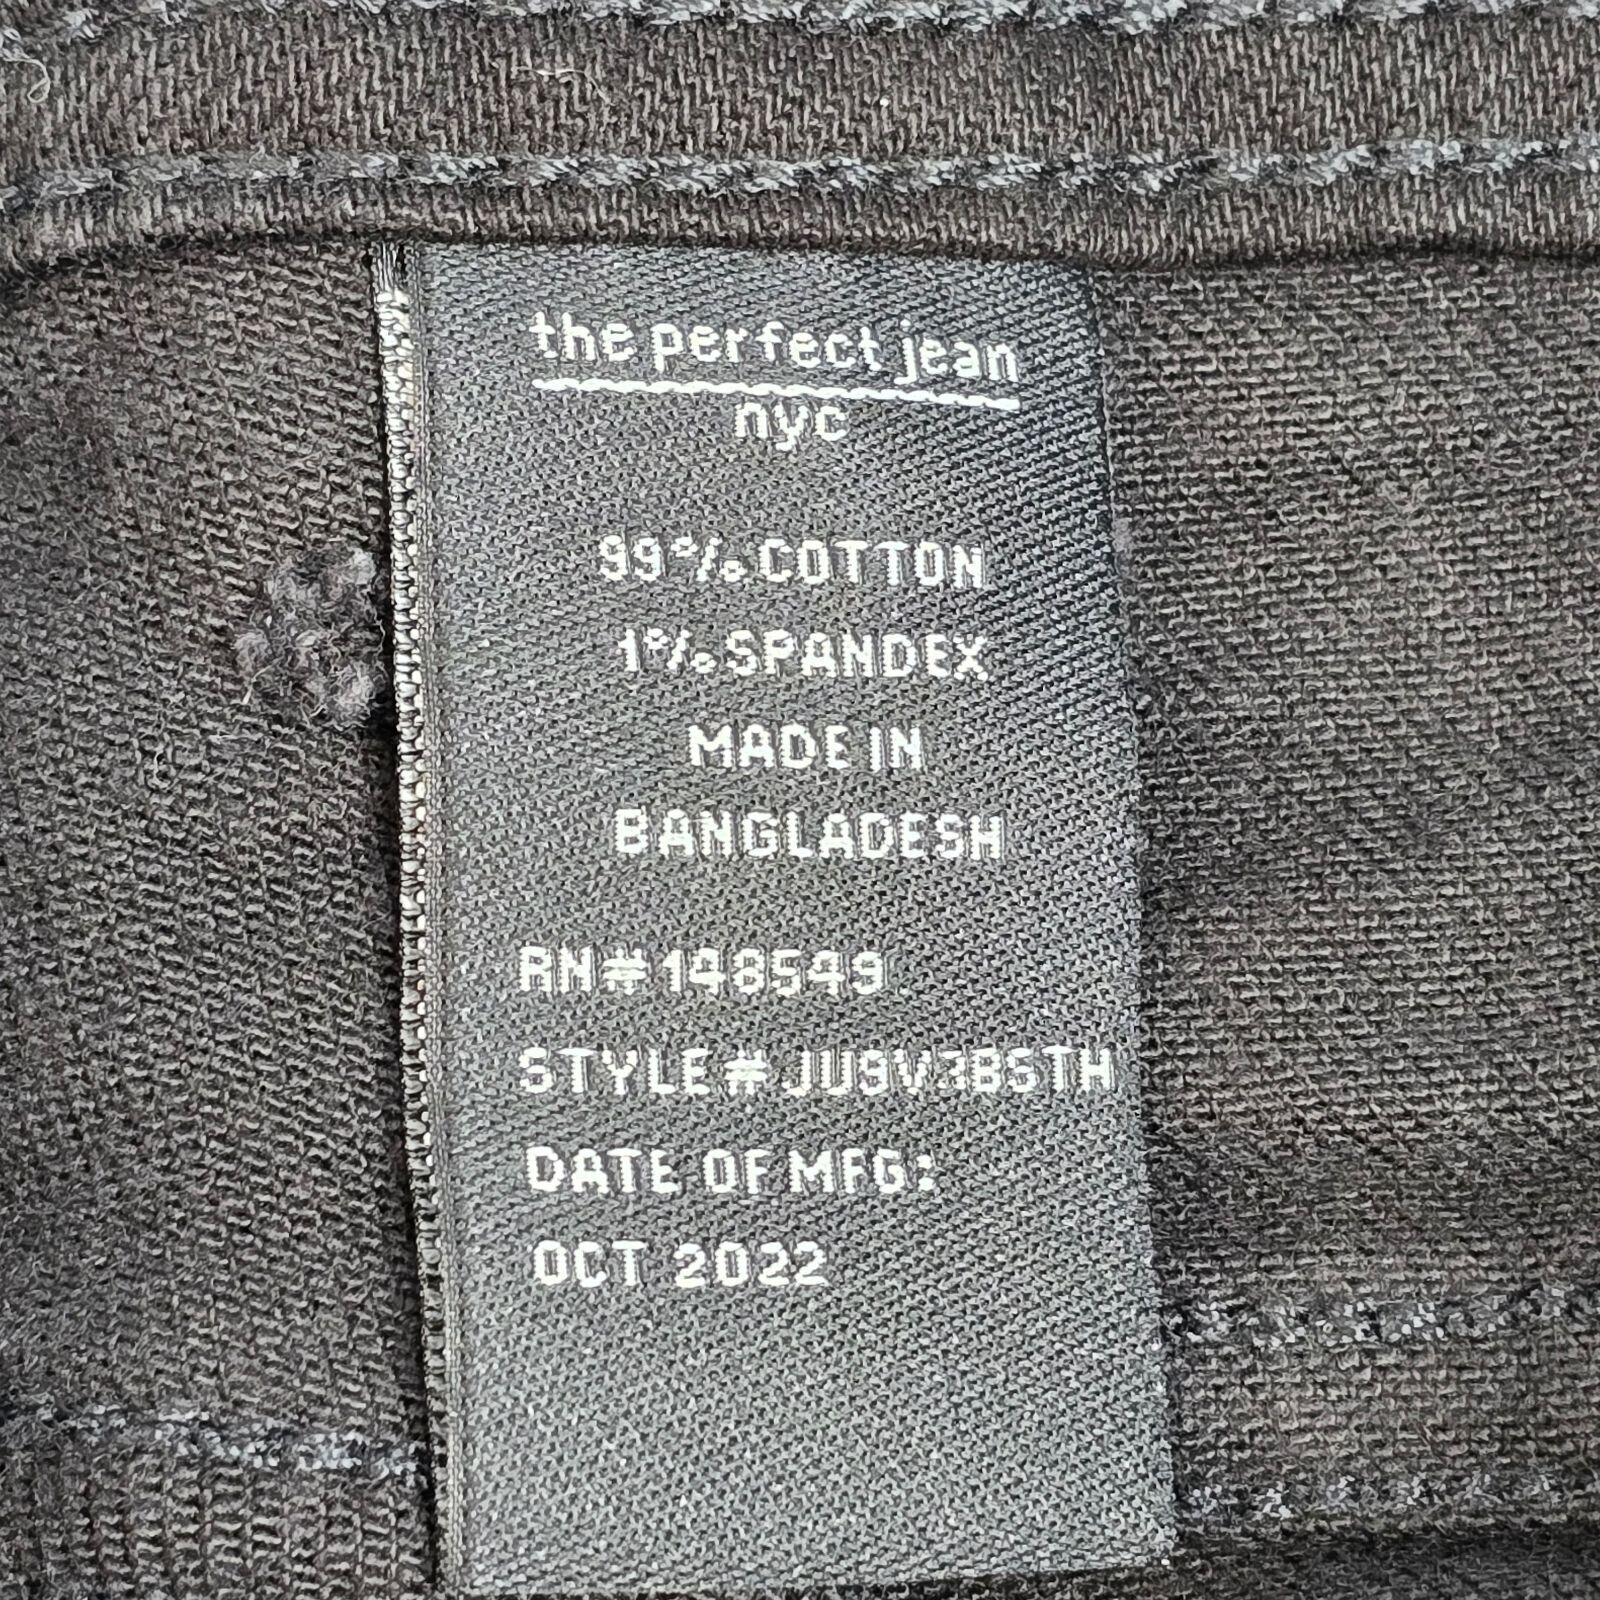 the perfect jean
nyc
99% COTTON
1% SPANDEX
MADE IN
BANGLADESH
RN# 148549
STYLE# JU9V3BSTH
DATE OF MFG:
OCT 2022